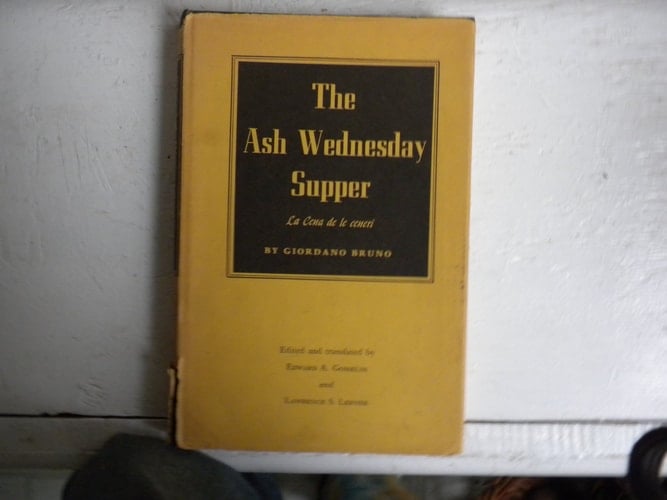 The
Ash Wednesday
Supper
La Cena de le ceneri
BY GIORDANO BRUNO
Edited and translated by
EDWARD A. GOSSELIN
and
LAWRENCE S. LERNER